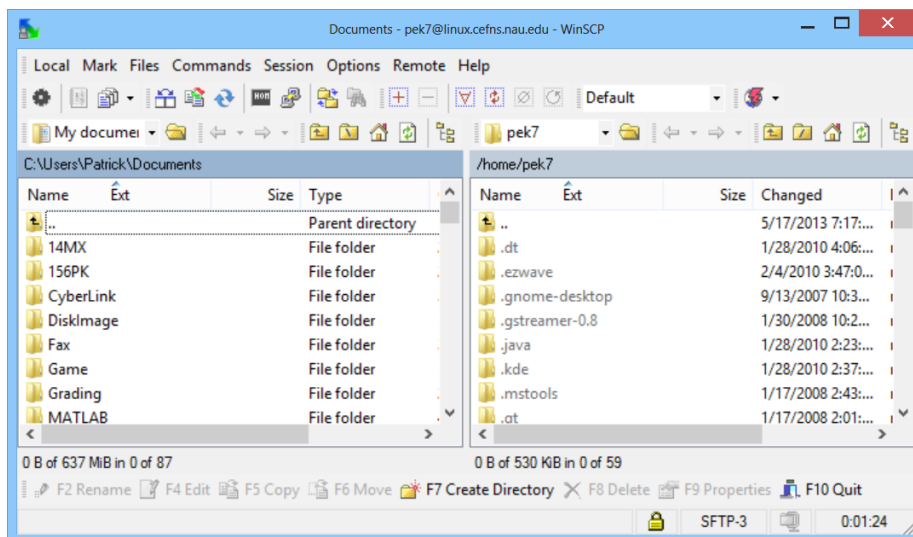 Documents - pek7@linux.cefns.nau.edu - WinSCP
Local Mark Files Commands Session Options Remote Help
Default
My documei
pek7
C:\Users\Patrick\Documents
/home/pek7
Name Ext Size Type
Name Ext Size Changed
.. Parent directory
.. 5/17/2013 7:17:...
14MX File folder
.dt 1/28/2010 4:06:...
156PK File folder
.ezwave 2/4/2010 3:47:0...
CyberLink File folder
.gnome-desktop 9/13/2007 10:3...
DiskImage File folder
.gstreamer-0.8 1/30/2008 10:2...
Fax File folder
.java 1/28/2010 2:23:...
Game File folder
.kde 1/28/2010 2:37:...
Grading File folder
.mstools 1/17/2008 2:43:...
MATLAB File folder
.qt 1/17/2008 2:01:...
0 B of 637 MiB in 0 of 87
0 B of 530 KiB in 0 of 59
F2 Rename F4 Edit F5 Copy F6 Move F7 Create Directory F8 Delete F9 Properties F10 Quit
SFTP-3 0:01:24